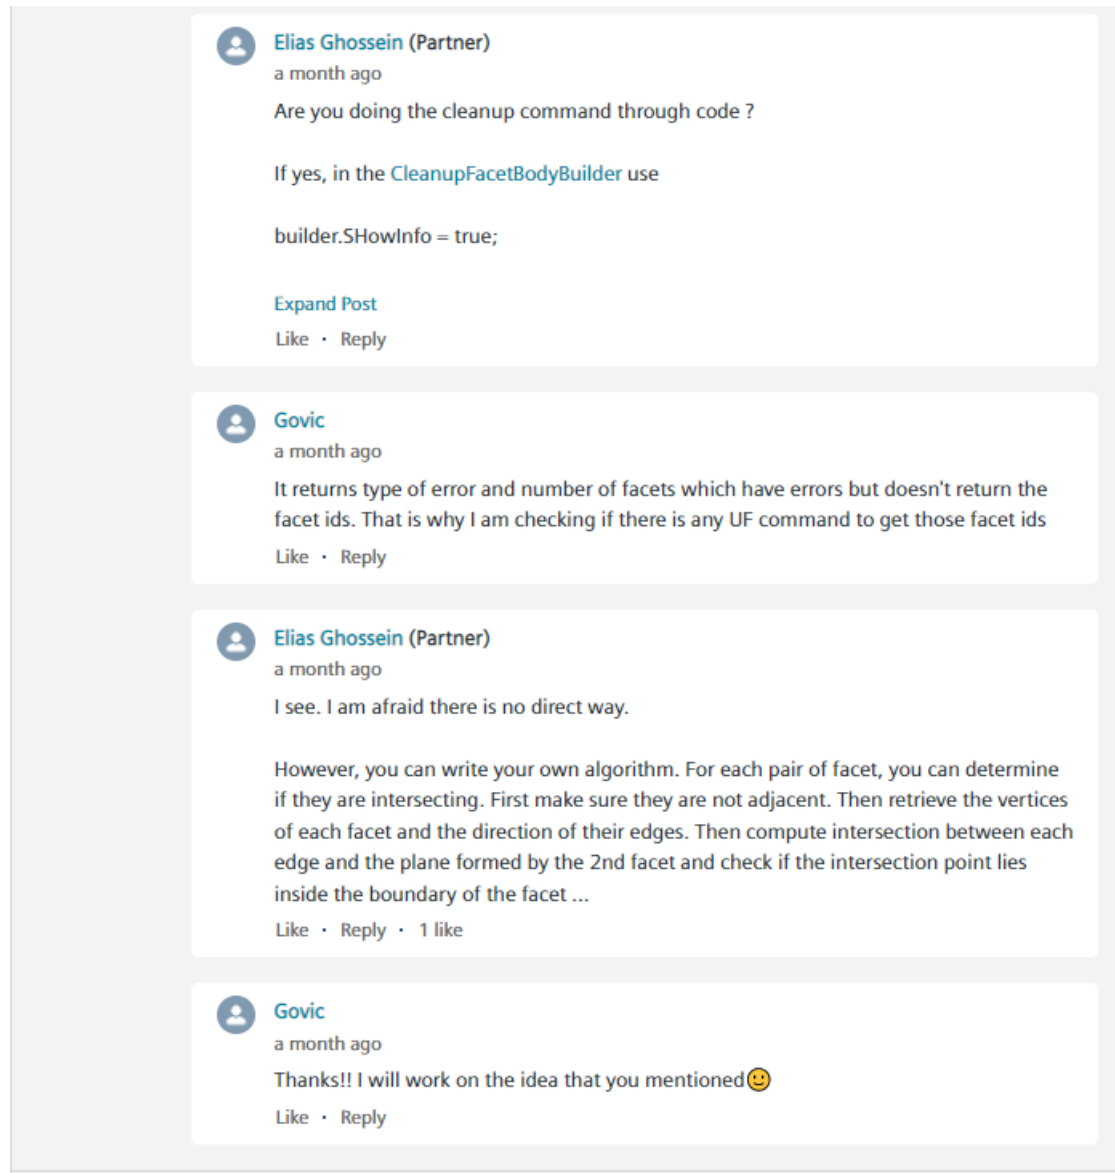 Elias Ghossein (Partner)
a month ago
Are you doing the cleanup command through code ?
If yes, in the CleanupFacetBodyBuilder use
builder.SHowInfo = true;
Expand Post
Like · Reply
Govic
a month ago
It returns type of error and number of facets which have errors but doesn't return the
facet ids. That is why I am checking if there is any UF command to get those facet ids
Like · Reply
Elias Ghossein (Partner)
a month ago
I see. I am afraid there is no direct way.
However, you can write your own algorithm. For each pair of facet, you can determine
if they are intersecting. First make sure they are not adjacent. Then retrieve the vertices
of each facet and the direction of their edges. Then compute intersection between each
edge and the plane formed by the 2nd facet and check if the intersection point lies
inside the boundary of the facet ...
Like · Reply · 1 like
Govic
a month ago
Thanks!! I will work on the idea that you mentioned🙂
Like · Reply